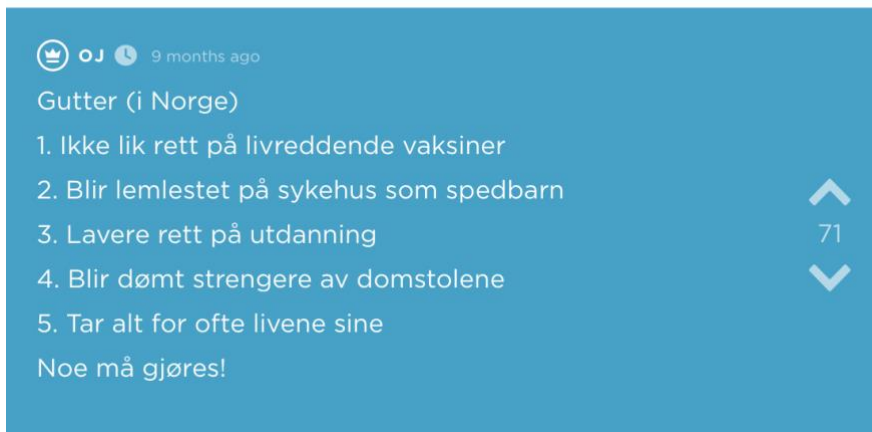 OJ 9 months ago
Gutter (i Norge)
1. Ikke lik rett på livreddende vaksiner
2. Blir lemlestet på sykehus som spedbarn
3. Lavere rett på utdanning
71
4. Blir dømt strengere av domstolene
5. Tar alt for ofte livene sine
Noe må gjøres!